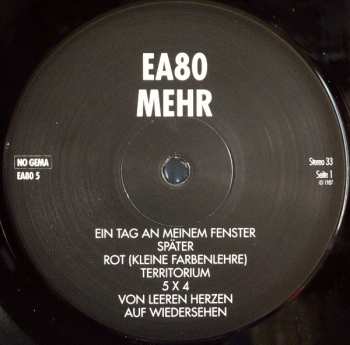 EA80
MEHR
NO GEMA
EA80 5
Stereo 33
Seite 1
℗ 1987
EIN TAG AN MEINEM FENSTER
SPÄTER
ROT (KLEINE FARBENLEHRE)
TERRITORIUM
5 X 4
VON LEEREN HERZEN
AUF WIEDERSEHEN